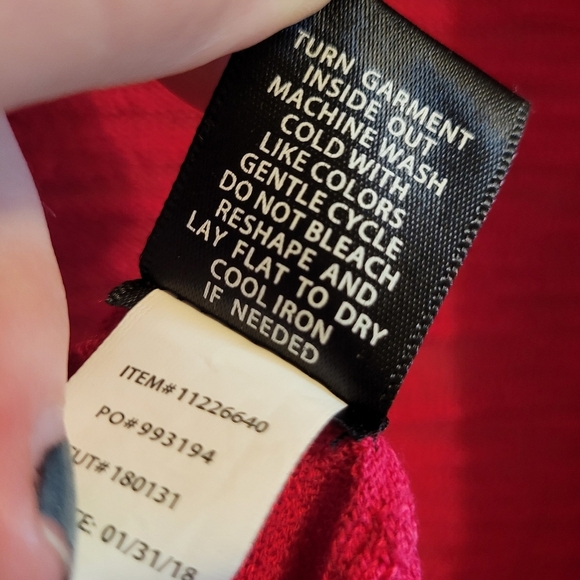 TURN GARMENT
INSIDE OUT
MACHINE WASH
COLD WITH
LIKE COLORS
GENTLE CYCLE
DO NOT BLEACH
RESHAPE AND
LAY FLAT TO DRY
COOL IRON
IF NEEDED
ITEM#11226640
PO#993194
UT#180131
E: 01/31/18